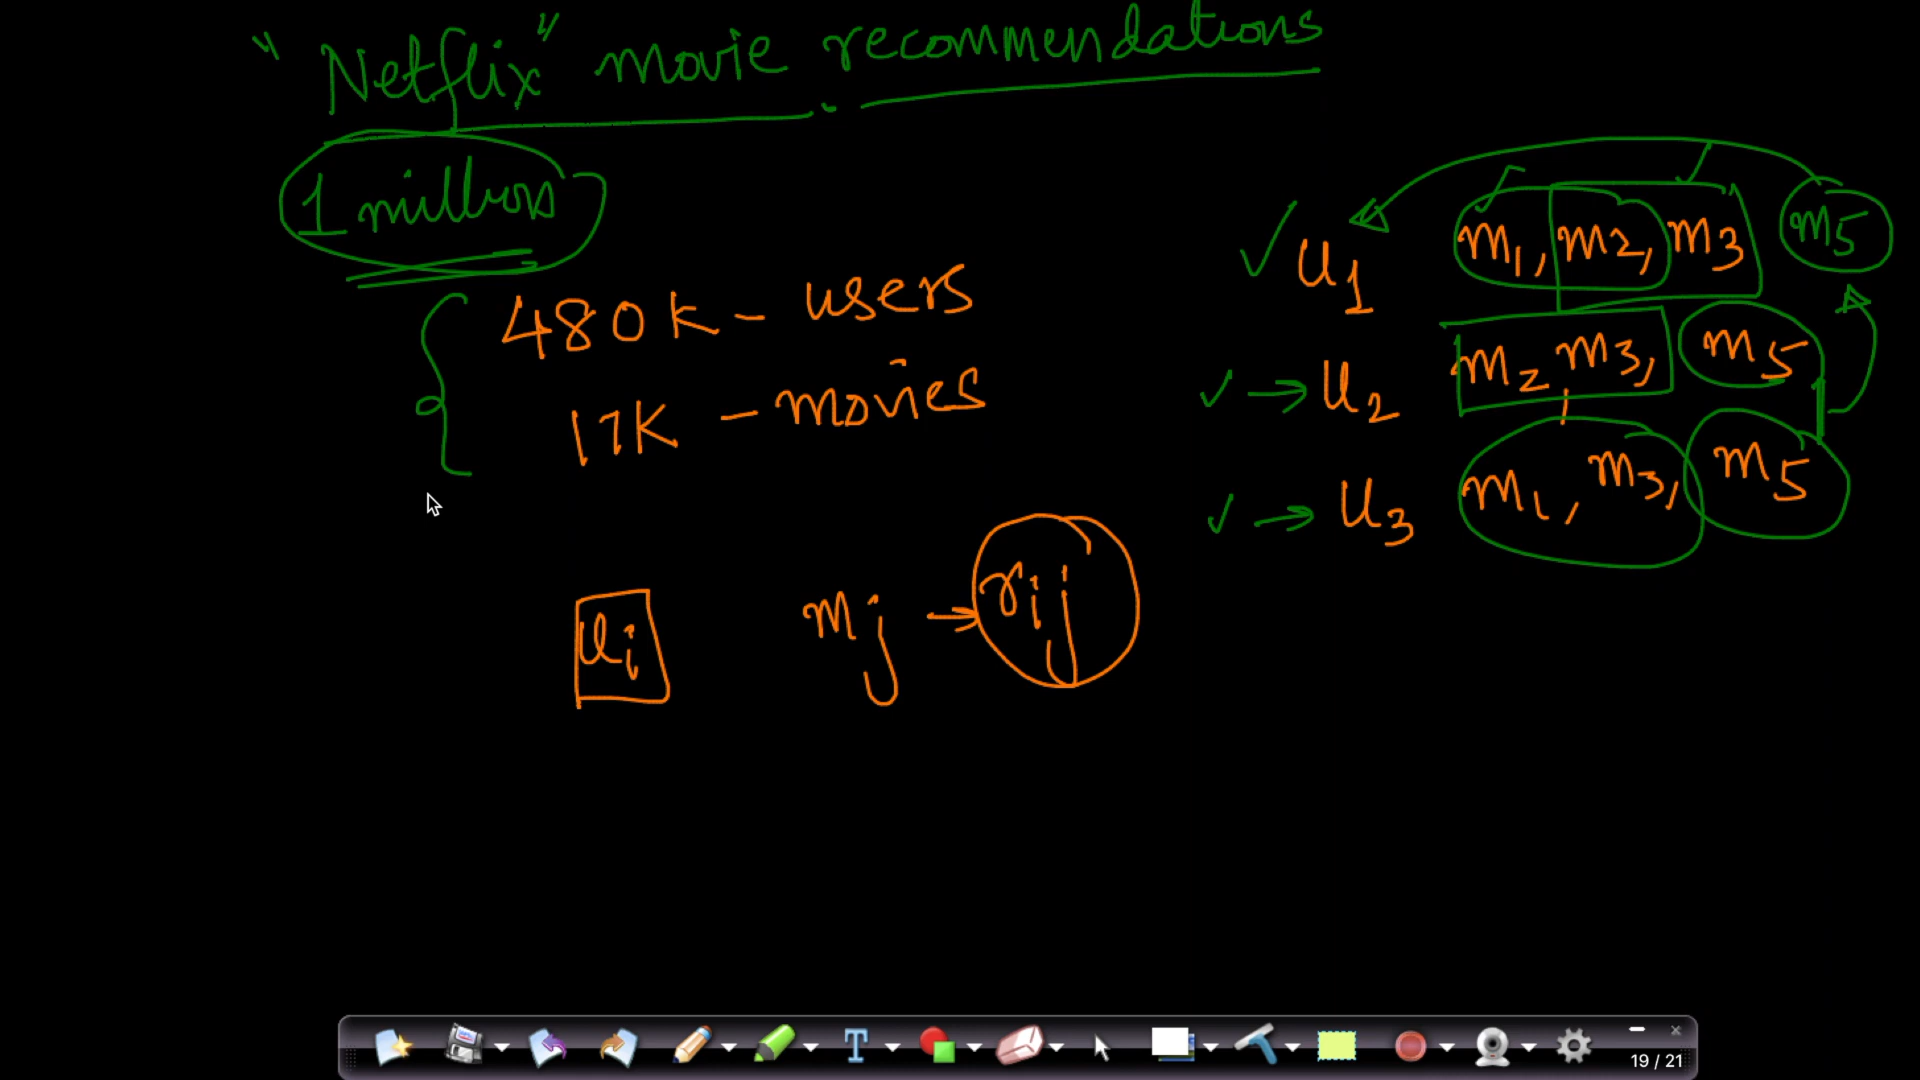 "Netflix" movie recommendations
1 million
480K - users
17K - movies
ui mj → rij
✓ u1 m1, m2, m3 m5
✓ → u2 m2, m3, m5
✓ → u3 m1, m3, m5
T
19 / 21